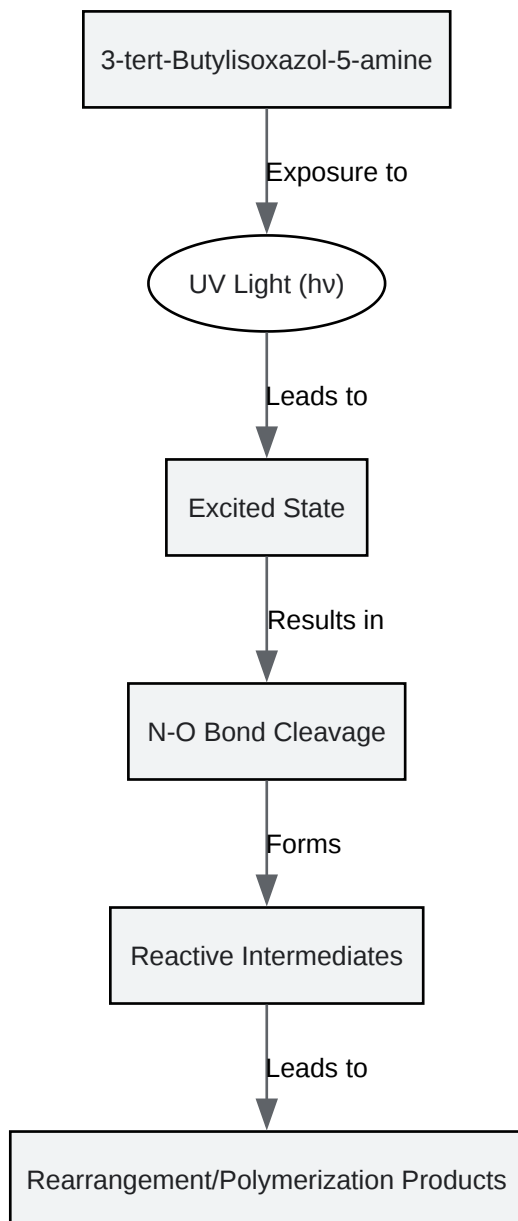 3-tert-Butylisoxazol-5-amine
Exposure to
UV Light (hν)
Leads to
Excited State
Results in
N-O Bond Cleavage
Forms
Reactive Intermediates
Leads to
Rearrangement/Polymerization Products